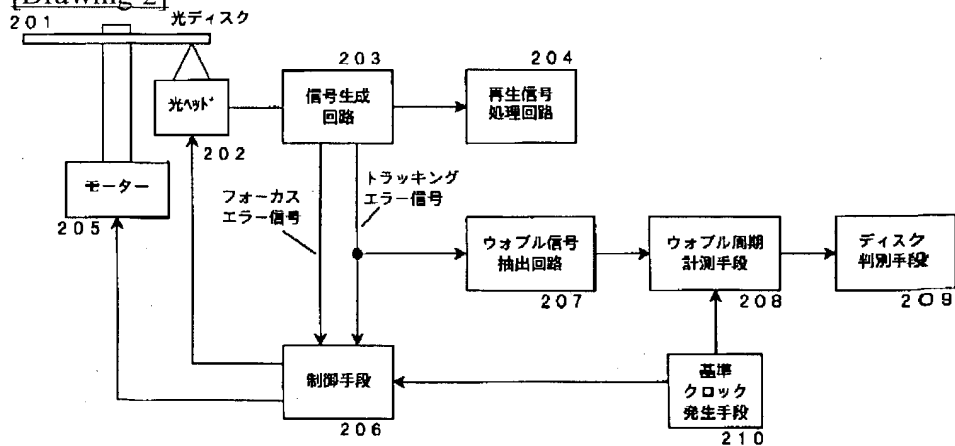 [Drawing 2]
201
光ディスク
203
204
光ヘッド
信号生成
回路
再生信号
処理回路
202
モーター
205
フォーカス
エラー信号
トラッキング
エラー信号
ウォブル信号
抽出回路
207
ウォブル周期
計測手段
208
ディスク
判別手段
209
制御手段
206
基準
クロック
発生手段
210